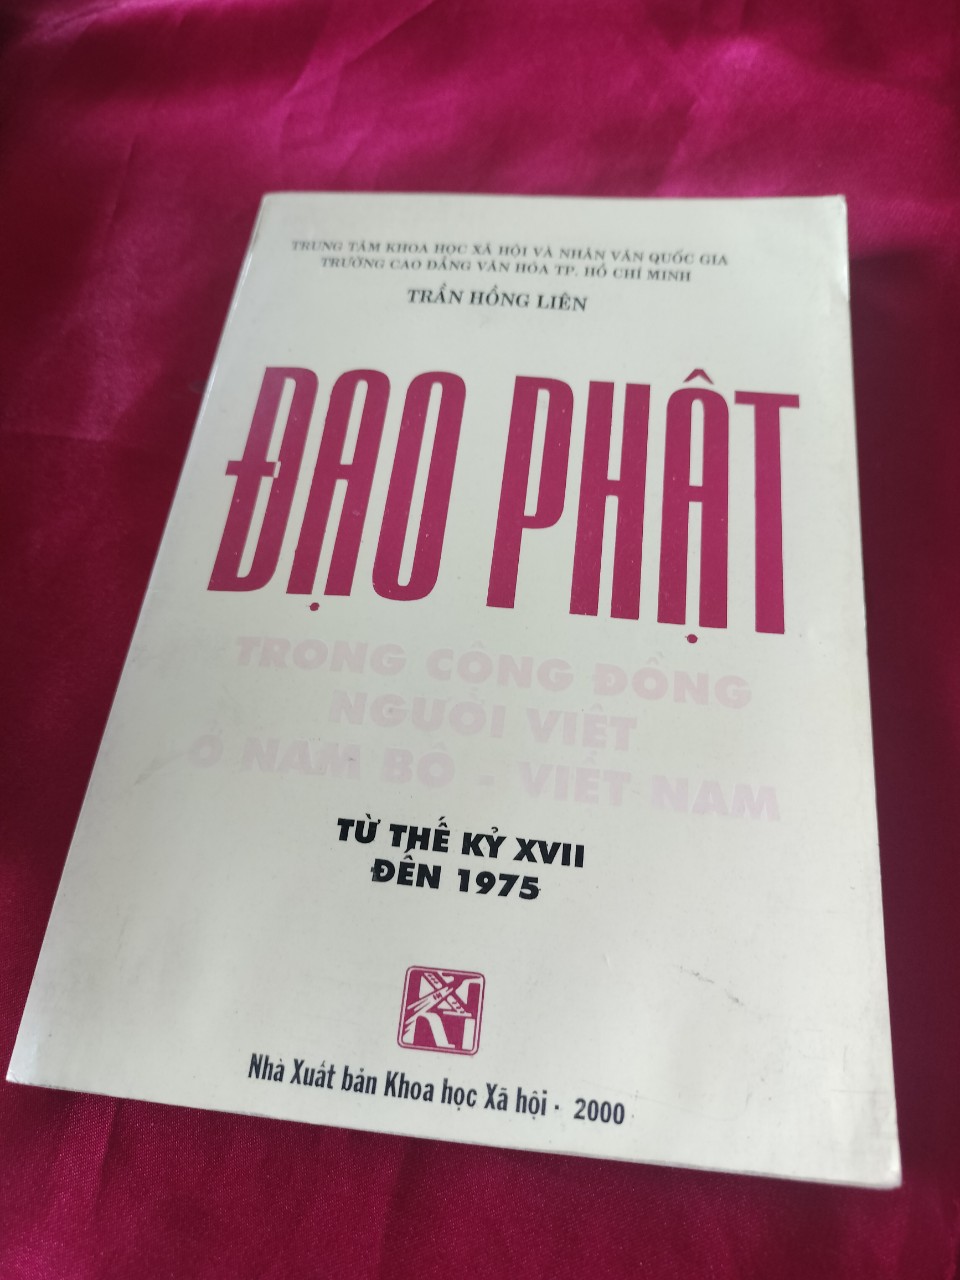 TRUNG TÂM KHOA HỌC XÃ HỘI VÀ NHÂN VĂN QUỐC GIA
TRƯỜNG CAO ĐẲNG VĂN HÓA TP. HỒ CHÍ MINH
TRẦN HỒNG LIÊN
ĐẠO PHẬT
TRONG CỘNG ĐỒNG
NGƯỜI VIỆT
Ở NAM BỘ - VIỆT NAM
TỪ THẾ KỶ XVII
ĐẾN 1975
KHXH
Nhà Xuất bản Khoa học Xã hội - 2000